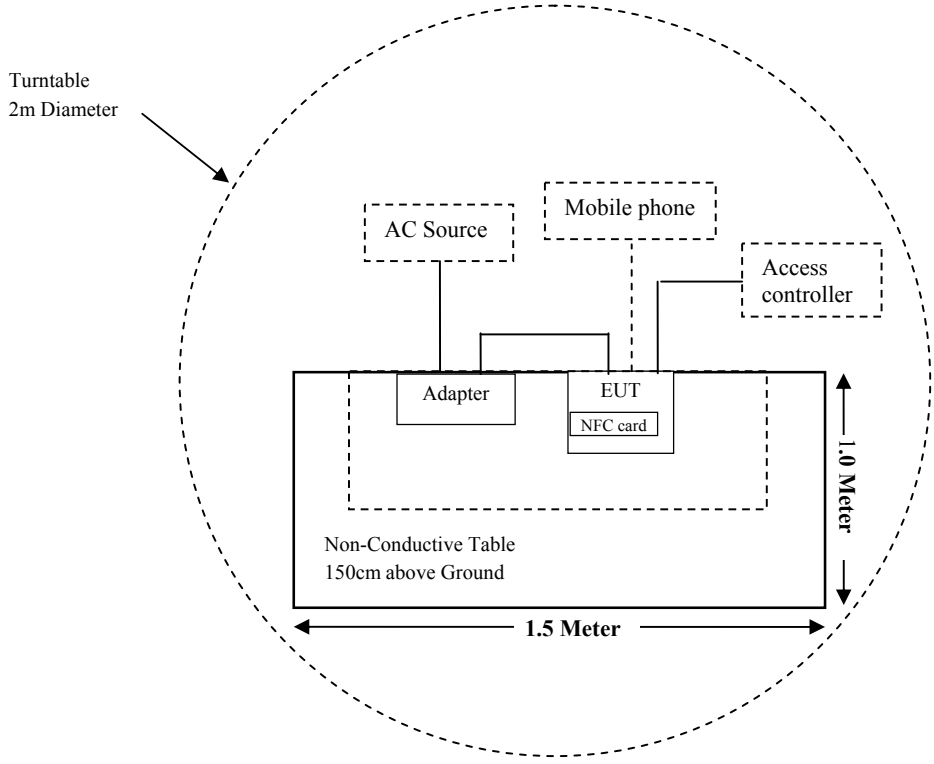 Turntable
2m Diameter
AC Source
Mobile phone
Access
controller
Adapter
EUT
NFC card
1.0 Meter
Non-Conductive Table
150cm above Ground
1.5 Meter